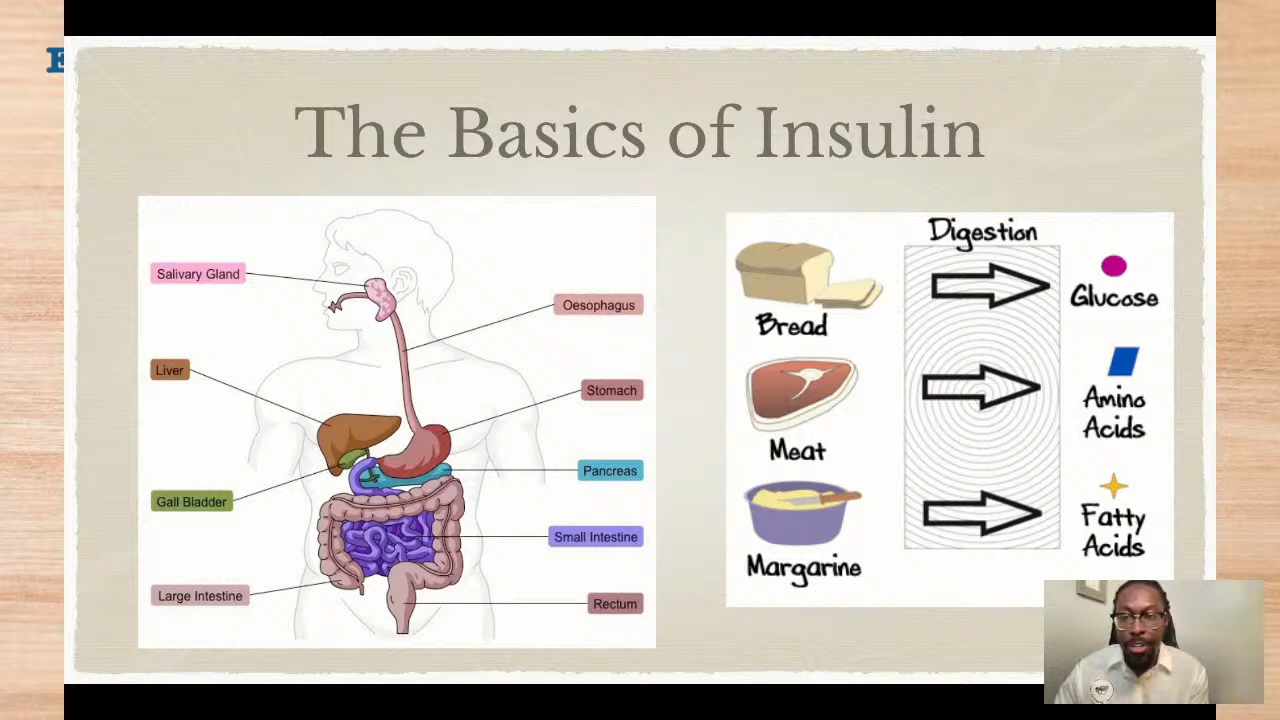 E
The Basics of Insulin
Salivary Gland
Oesophagus
Liver
Stomach
Pancreas
Gall Bladder
Small Intestine
Large Intestine
Rectum
Digestion
Bread
Glucose
Meat
Amino
Acids
Margarine
Fatty
Acids